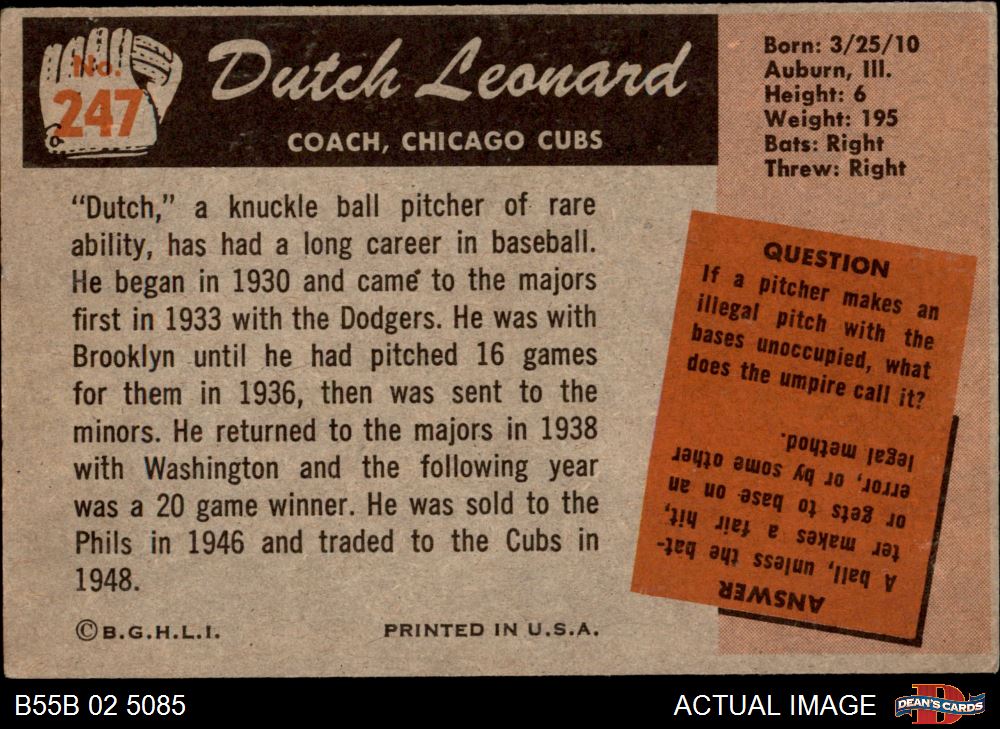 No.
247
Dutch Leonard
COACH, CHICAGO CUBS
Born: 3/25/10
Auburn, Ill.
Height: 6
Weight: 195
Bats: Right
Threw: Right
“Dutch,” a knuckle ball pitcher of rare
ability, has had a long career in baseball.
He began in 1930 and came to the majors
first in 1933 with the Dodgers. He was with
Brooklyn until he had pitched 16 games
for them in 1936, then was sent to the
minors. He returned to the majors in 1938
with Washington and the following year
was a 20 game winner. He was sold to the
Phils in 1946 and traded to the Cubs in
1948.
©B.G.H.L.I.
PRINTED IN U.S.A.
QUESTION
If a pitcher makes an
illegal pitch with the
bases unoccupied, what
does the umpire call it?
ANSWER
A ball, unless the bat-
ter makes a fair hit,
or gets to base on an
error, or by some other
legal method.
B55B 02 5085
ACTUAL IMAGE
D
DEAN'S CARDS